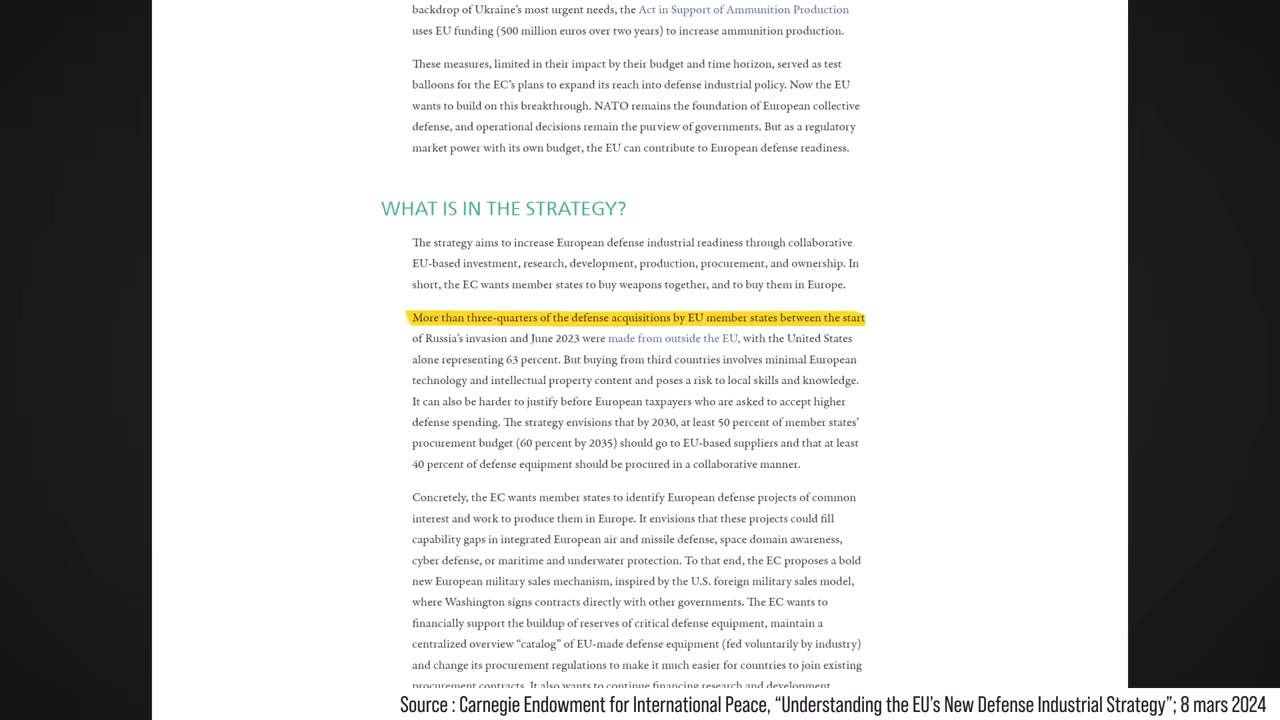 backdrop of Ukraine’s most urgent needs, the Act in Support of Ammunition Production
uses EU funding (500 million euros over two years) to increase ammunition production.
These measures, limited in their impact by their budget and time horizon, served as test
balloons for the EC’s plans to expand its reach into defense industrial policy. Now the EU
wants to build on this breakthrough. NATO remains the foundation of European collective
defense, and operational decisions remain the purview of governments. But as a regulatory
market power with its own budget, the EU can contribute to European defense readiness.
WHAT IS IN THE STRATEGY?
The strategy aims to increase European defense industrial readiness through collaborative
EU-based investment, research, development, production, procurement, and ownership. In
short, the EC wants member states to buy weapons together, and to buy them in Europe.
More than three-quarters of the defense acquisitions by EU member states between the start
of Russia’s invasion and June 2023 were made from outside the EU, with the United States
alone representing 63 percent. But buying from third countries involves minimal European
technology and intellectual property content and poses a risk to local skills and knowledge.
It can also be harder to justify before European taxpayers who are asked to accept higher
defense spending. The strategy envisions that by 2030, at least 50 percent of member states’
procurement budget (60 percent by 2035) should go to EU-based suppliers and that at least
40 percent of defense equipment should be procured in a collaborative manner.
Concretely, the EC wants member states to identify European defense projects of common
interest and work to produce them in Europe. It envisions that these projects could fill
capability gaps in integrated European air and missile defense, space domain awareness,
cyber defense, or maritime and underwater protection. To that end, the EC proposes a bold
new European military sales mechanism, inspired by the U.S. foreign military sales model,
where Washington signs contracts directly with other governments. The EC wants to
financially support the buildup of reserves of critical defense equipment, maintain a
centralized overview “catalog” of EU-made defense equipment (fed voluntarily by industry)
and change its procurement regulations to make it much easier for countries to join existing
procurement contracts. It also wants to continue financing research and development
Source : Carnegie Endowment for International Peace, “Understanding the EU’s New Defense Industrial Strategy”; 8 mars 2024